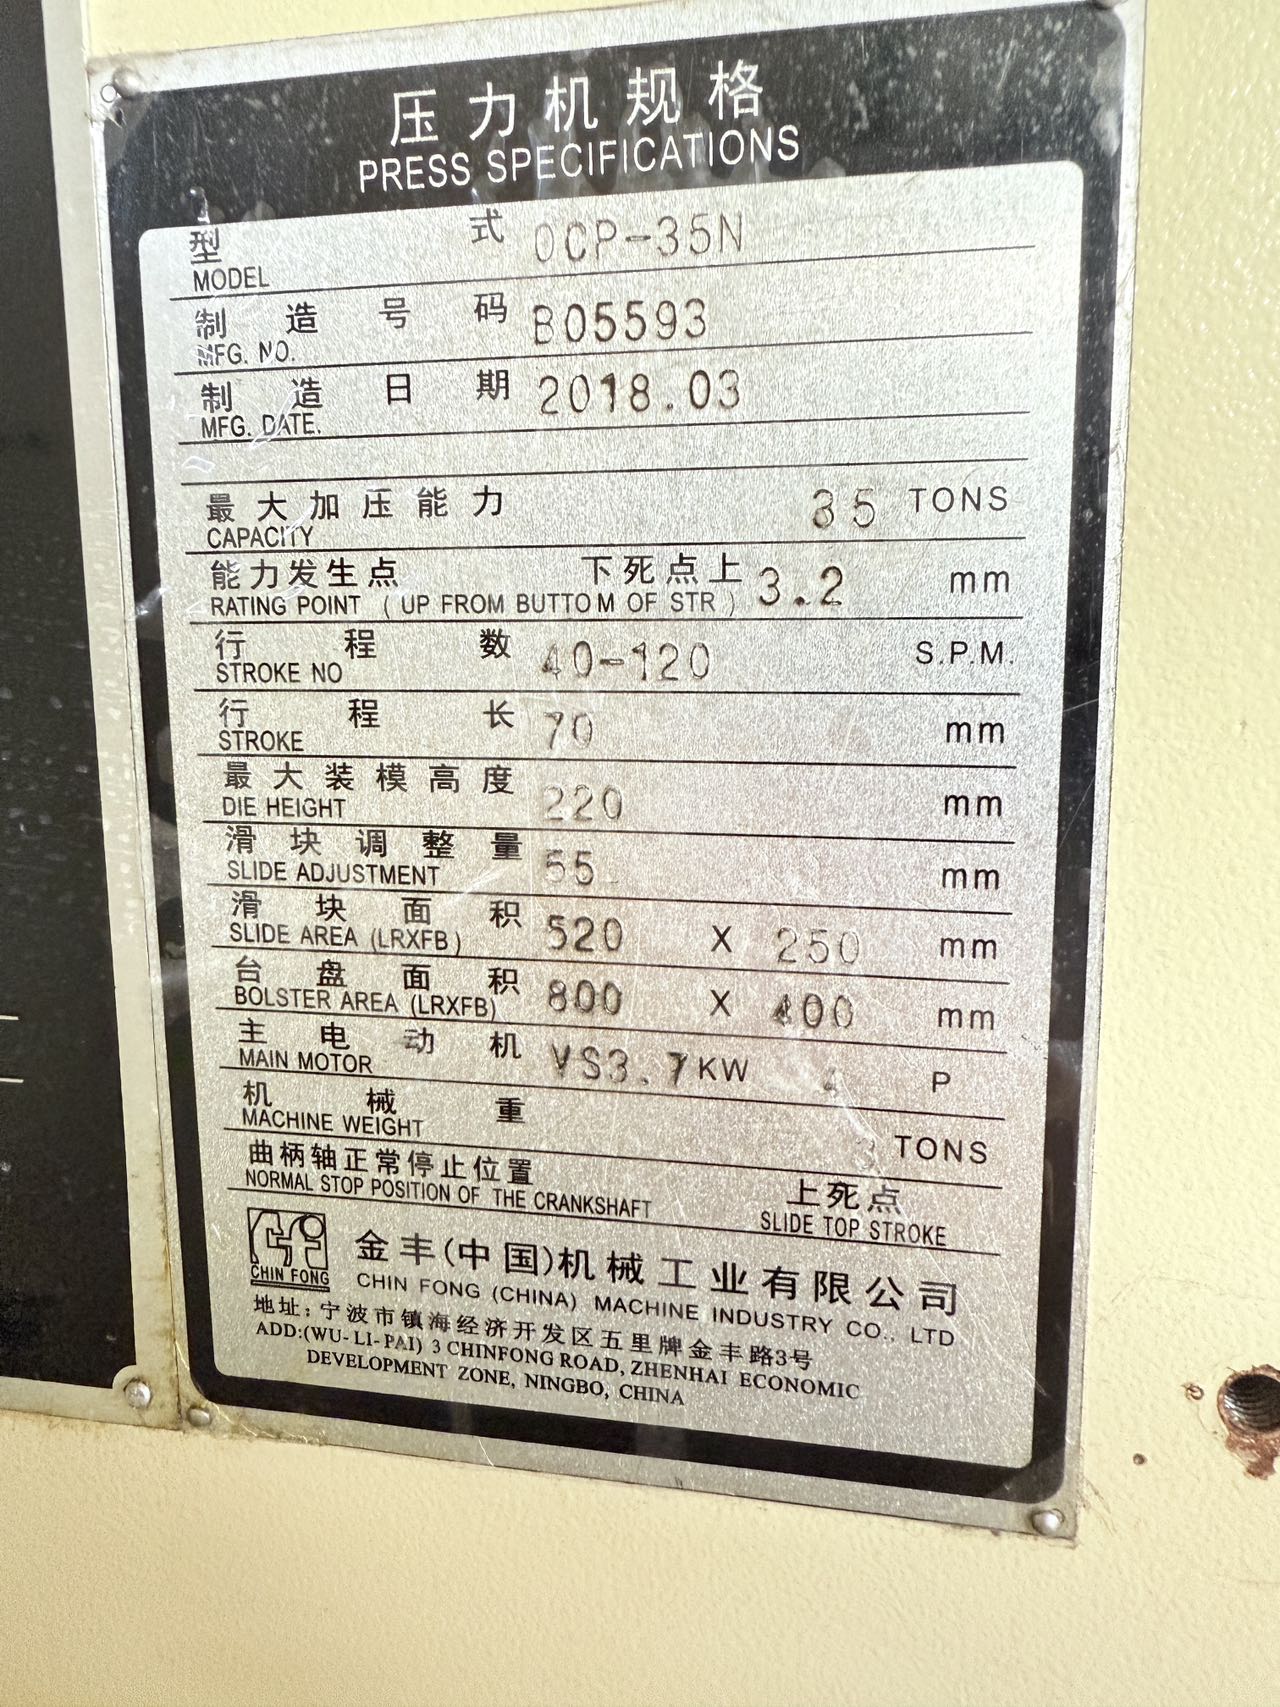 压力机规格
PRESS SPECIFICATIONS
型式 OCP-35N
MODEL
制造号码 B05593
MFG. NO.
制造日期 2018.03
MFG. DATE.
最大加压能力 35 TONS
CAPACITY
能力发生点 下死点上 3.2 mm
RATING POINT (UP FROM BUTTOM OF STR)
行程数 40-120 S.P.M.
STROKE NO
行程长 70 mm
STROKE
最大装模高度 220 mm
DIE HEIGHT
滑块调整量 55 mm
SLIDE ADJUSTMENT
滑块面积 520 X 250 mm
SLIDE AREA (LRXFB)
台盘面积 800 X 400 mm
BOLSTER AREA (LRXFB)
主电动机 VS3.7KW 4 P
MAIN MOTOR
机械重 3 TONS
MACHINE WEIGHT
曲柄轴正常停止位置 上死点
NORMAL STOP POSITION OF THE CRANKSHAFT SLIDE TOP STROKE
CHIN FONG
金丰(中国)机械工业有限公司
CHIN FONG (CHINA) MACHINE INDUSTRY CO., LTD
地址:宁波市镇海经济开发区五里牌金丰路3号
ADD:(WU-LI-PAI) 3 CHINFONG ROAD, ZHENHAI ECONOMIC
DEVELOPMENT ZONE, NINGBO, CHINA